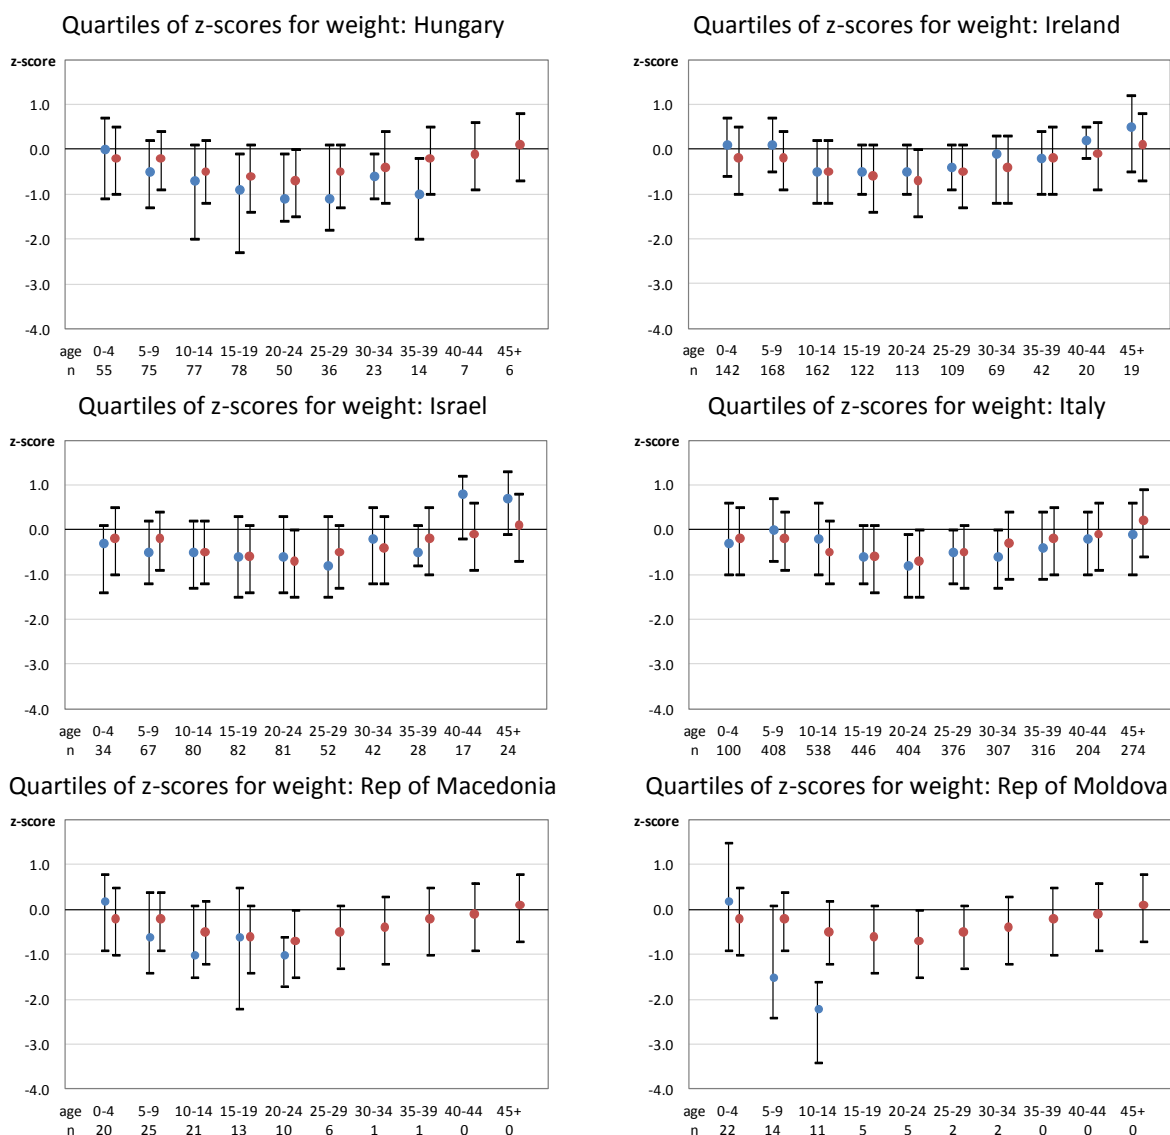 Quartiles of z-scores for weight: Hungary
z-score
1.0
0.0
-1.0
-2.0
-3.0
-4.0
age 0-4 5-9 10-14 15-19 20-24 25-29 30-34 35-39 40-44 45+
n 55 75 77 78 50 36 23 14 7 6
Quartiles of z-scores for weight: Ireland
z-score
1.0
0.0
-1.0
-2.0
-3.0
-4.0
age 0-4 5-9 10-14 15-19 20-24 25-29 30-34 35-39 40-44 45+
n 142 168 162 122 113 109 69 42 20 19
Quartiles of z-scores for weight: Israel
z-score
1.0
0.0
-1.0
-2.0
-3.0
-4.0
age 0-4 5-9 10-14 15-19 20-24 25-29 30-34 35-39 40-44 45+
n 34 67 80 82 81 52 42 28 17 24
Quartiles of z-scores for weight: Italy
z-score
1.0
0.0
-1.0
-2.0
-3.0
-4.0
age 0-4 5-9 10-14 15-19 20-24 25-29 30-34 35-39 40-44 45+
n 100 408 538 446 404 376 307 316 204 274
Quartiles of z-scores for weight: Rep of Macedonia
z-score
1.0
0.0
-1.0
-2.0
-3.0
-4.0
age 0-4 5-9 10-14 15-19 20-24 25-29 30-34 35-39 40-44 45+
n 20 25 21 13 10 6 1 1 0 0
Quartiles of z-scores for weight: Rep of Moldova
z-score
1.0
0.0
-1.0
-2.0
-3.0
-4.0
age 0-4 5-9 10-14 15-19 20-24 25-29 30-34 35-39 40-44 45+
n 22 14 11 5 5 2 2 0 0 0